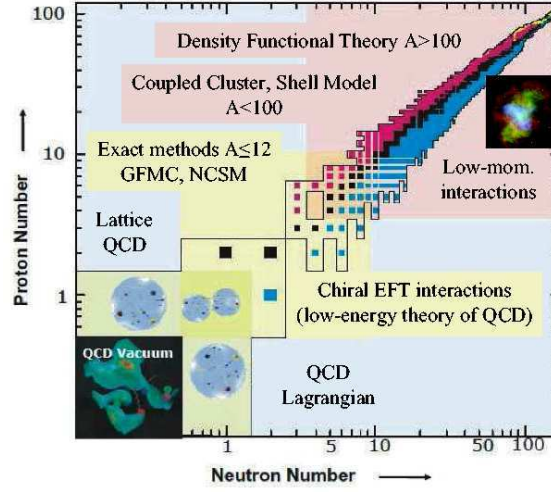 100
Density Functional Theory A>100
Coupled Cluster, Shell Model
A<100
10
Exact methods A≤12
GFMC, NCSM
Low-mom.
interactions
Lattice
QCD
Proton Number
1
Chiral EFT interactions
(low-energy theory of QCD)
QCD Vacuum
QCD
Lagrangian
1
5
10
50
100
Neutron Number